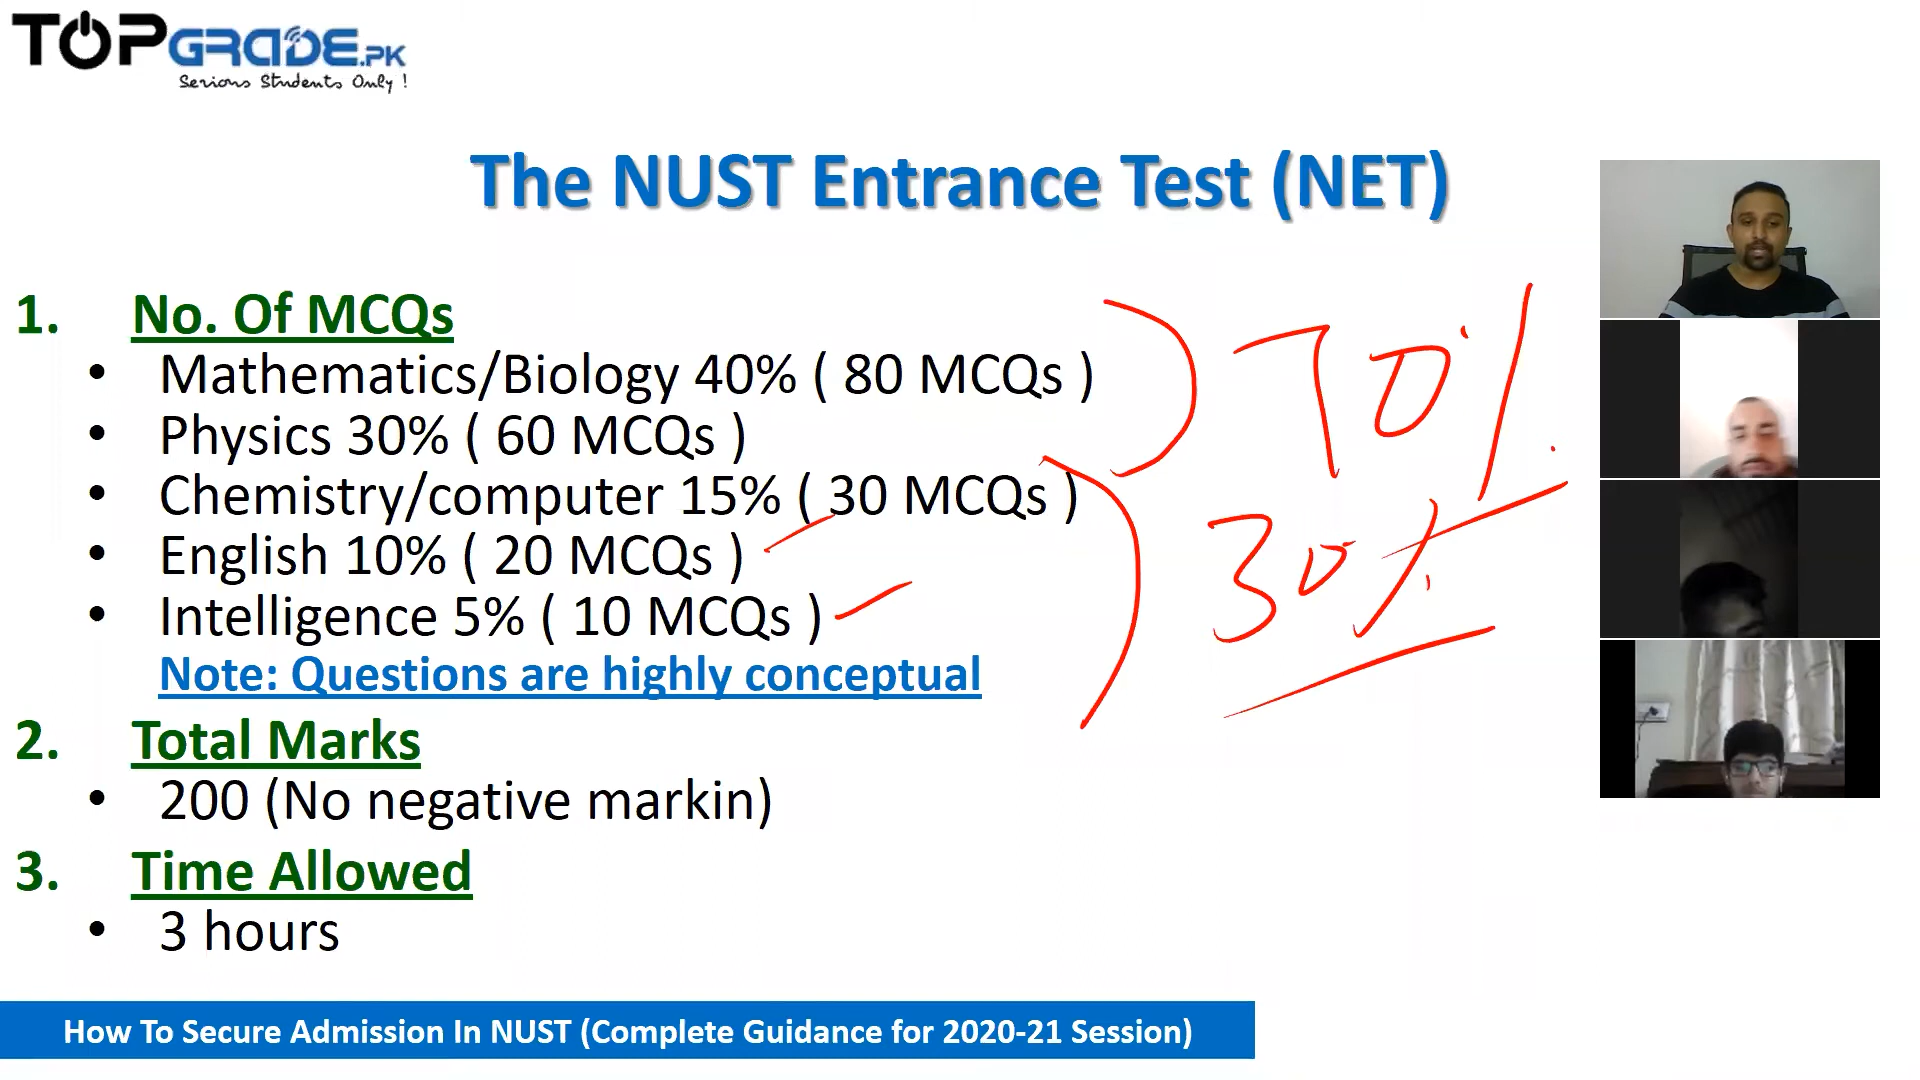 TOPGRADE.PK
Serious Students Only !
The NUST Entrance Test (NET)
1. No. Of MCQs
• Mathematics/Biology 40% ( 80 MCQs )
• Physics 30% ( 60 MCQs )
• Chemistry/computer 15% ( 30 MCQs )
• English 10% ( 20 MCQs )
• Intelligence 5% ( 10 MCQs )
Note: Questions are highly conceptual
70%
30%
2. Total Marks
• 200 (No negative markin)
3. Time Allowed
• 3 hours
How To Secure Admission In NUST (Complete Guidance for 2020-21 Session)